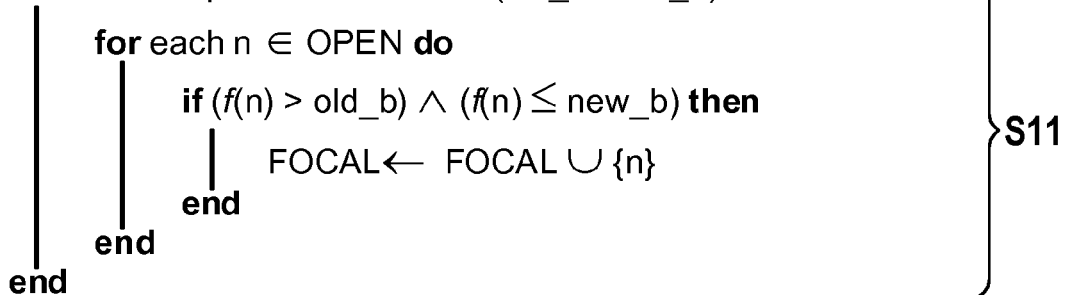 for each n ∈ OPEN do
if (f(n) > old_b) ∧ (f(n) ≤ new_b) then
FOCAL← FOCAL ∪ {n}
end
end
end
S11